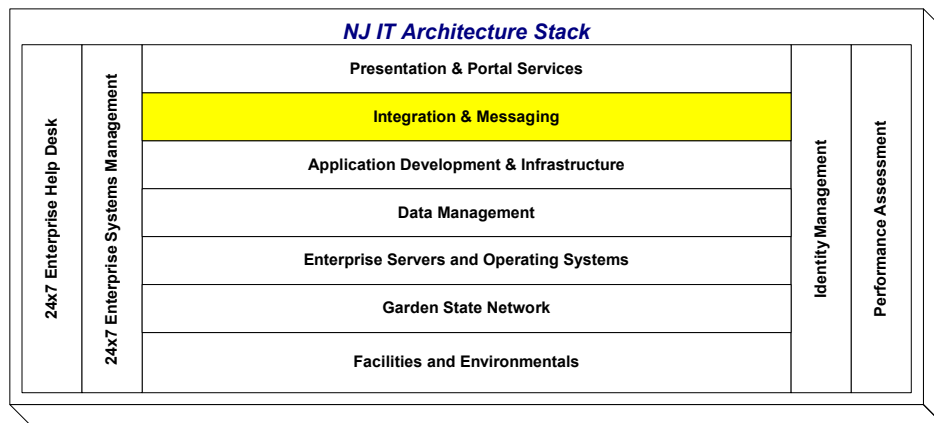 NJ IT Architecture Stack
24x7 Enterprise Help Desk
24x7 Enterprise Systems Management
Presentation & Portal Services
Integration & Messaging
Application Development & Infrastructure
Data Management
Enterprise Servers and Operating Systems
Garden State Network
Facilities and Environmentals
Identity Management
Performance Assessment